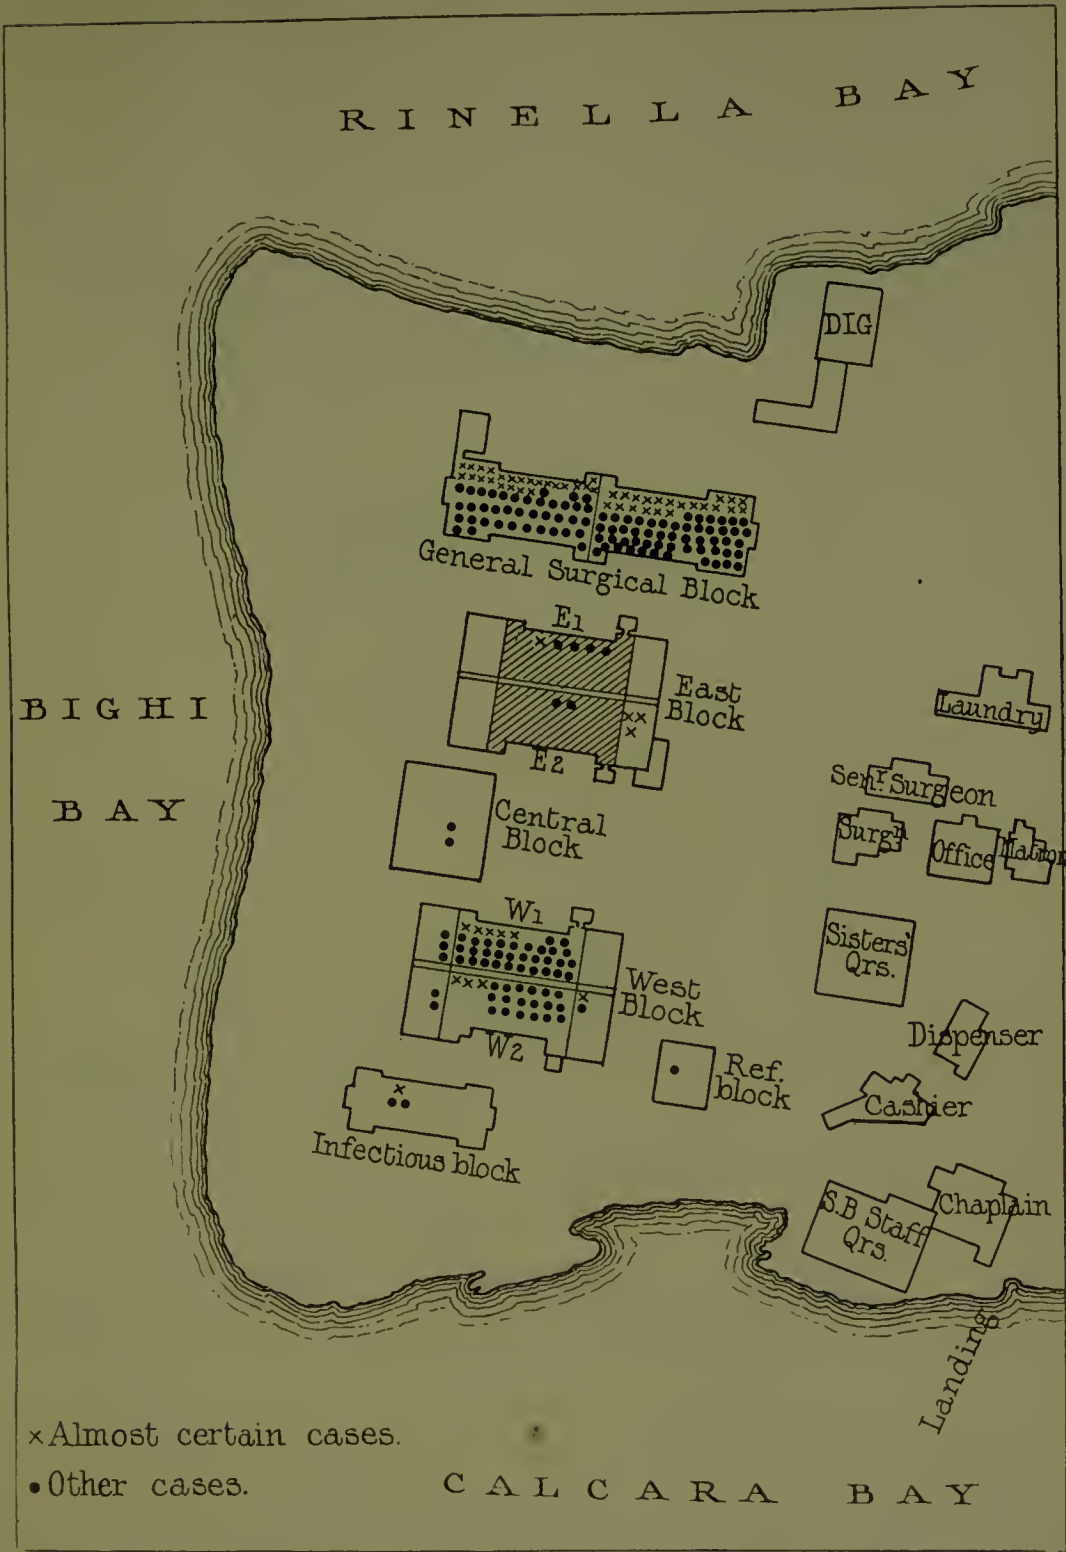 RINELLA BAY
DIG
General Surgical Block
E1
East
Block
E2
BIGHI
BAY
Laundry
Senr. Surgeon
Surgn
Office
Matron
Central
Block
W1
West
Block
W2
Sisters'
Qrs.
Dispenser
Ref.
block
Cashier
Infectious block
Chaplain
S.B Staff
Qrs.
Landing
× Almost certain cases.
• Other cases.
CALCARA BAY